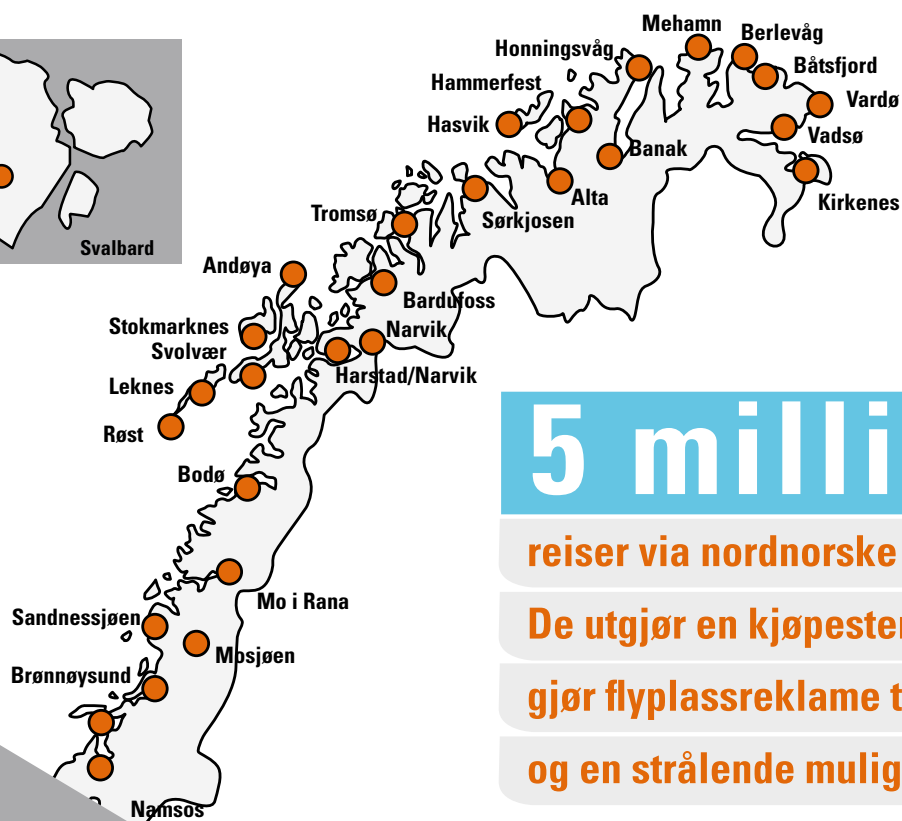 Mehamn
Berlevåg
Honningsvåg
Båtsfjord
Hammerfest
Vardø
Hasvik
Vadsø
Banak
Alta
Kirkenes
Tromsø
Sørkjosen
Svalbard
Andøya
Bardufoss
Stokmarknes
Narvik
Svolvær
Harstad/Narvik
Leknes
Røst
Bodø
5 milli
reiser via nordnorske
Mo i Rana
Sandnessjøen
De utgjør en kjøpester
Mosjøen
Brønnøysund
gjør flyplassreklame t
og en strålende mulig
Namsos